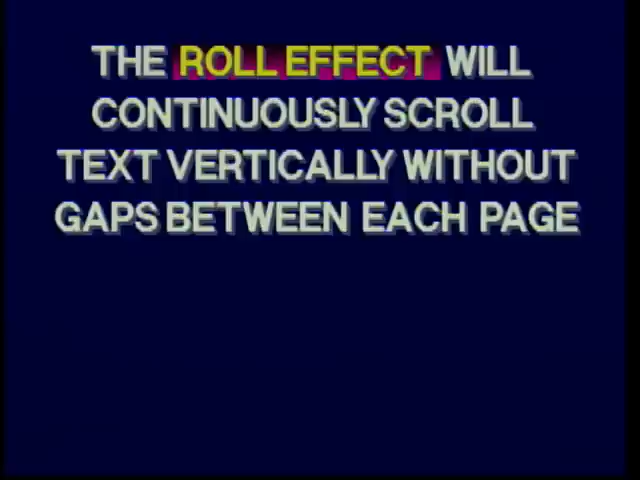 THE ROLL EFFECT WILL
CONTINUOUSLY SCROLL
TEXT VERTICALLY WITHOUT
GAPS BETWEEN EACH PAGE